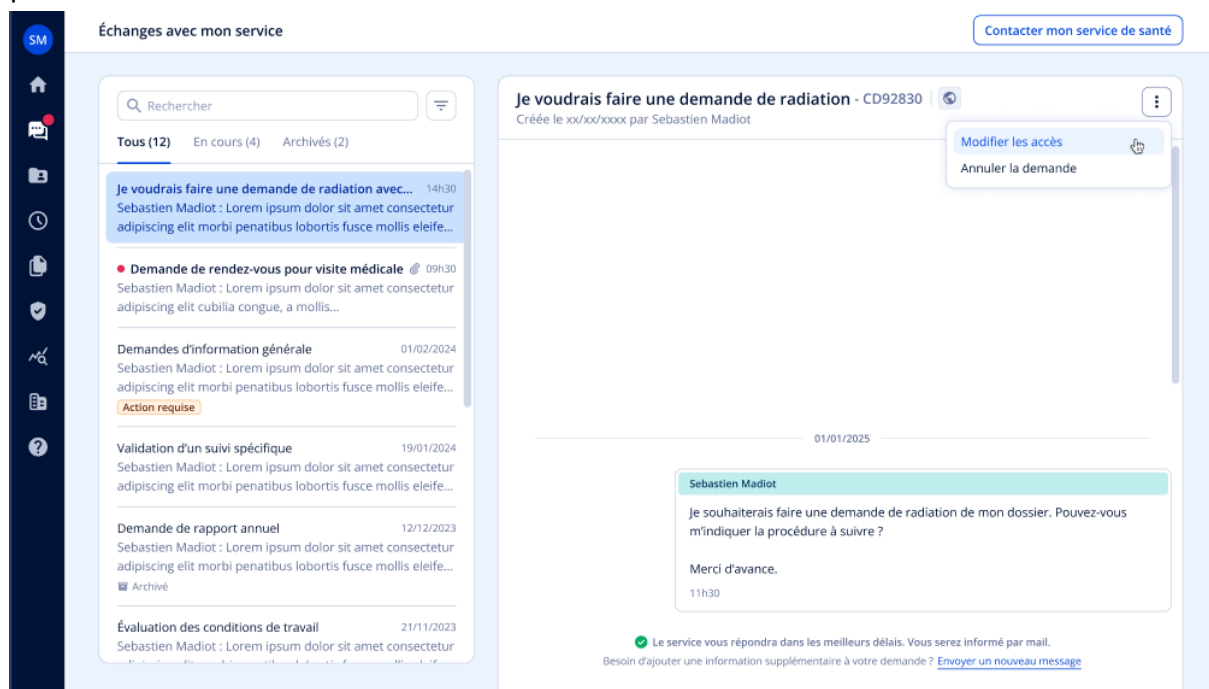 SM
Échanges avec mon service
Contacter mon service de santé
Rechercher
Tous (12) En cours (4) Archivés (2)
Je voudrais faire une demande de radiation avec... 14h30
Sebastien Madiot : Lorem ipsum dolor sit amet consectetur
adipiscing elit morbi penatibus lobortis fusce mollis eleife...
Demande de rendez-vous pour visite médicale 09h30
Sebastien Madiot : Lorem ipsum dolor sit amet consectetur
adipiscing elit cubilia congue, a mollis...
Demandes d'information générale 01/02/2024
Sebastien Madiot : Lorem ipsum dolor sit amet consectetur
adipiscing elit morbi penatibus lobortis fusce mollis eleife...
Action requise
Validation d'un suivi spécifique 19/01/2024
Sebastien Madiot : Lorem ipsum dolor sit amet consectetur
adipiscing elit morbi penatibus lobortis fusce mollis eleife...
Demande de rapport annuel 12/12/2023
Sebastien Madiot : Lorem ipsum dolor sit amet consectetur
adipiscing elit morbi penatibus lobortis fusce mollis eleife...
Archivé
Évaluation des conditions de travail 21/11/2023
Sebastien Madiot : Lorem ipsum dolor sit amet consectetur
Je voudrais faire une demande de radiation - CD92830
Créée le xx/xx/xxxx par Sebastien Madiot
Modifier les accès
Annuler la demande
01/01/2025
Sebastien Madiot
Je souhaiterais faire une demande de radiation de mon dossier. Pouvez-vous
m'indiquer la procédure à suivre ?
Merci d'avance.
11h30
Le service vous répondra dans les meilleurs délais. Vous serez informé par mail.
Besoin d'ajouter une information supplémentaire à votre demande ? Envoyer un nouveau message